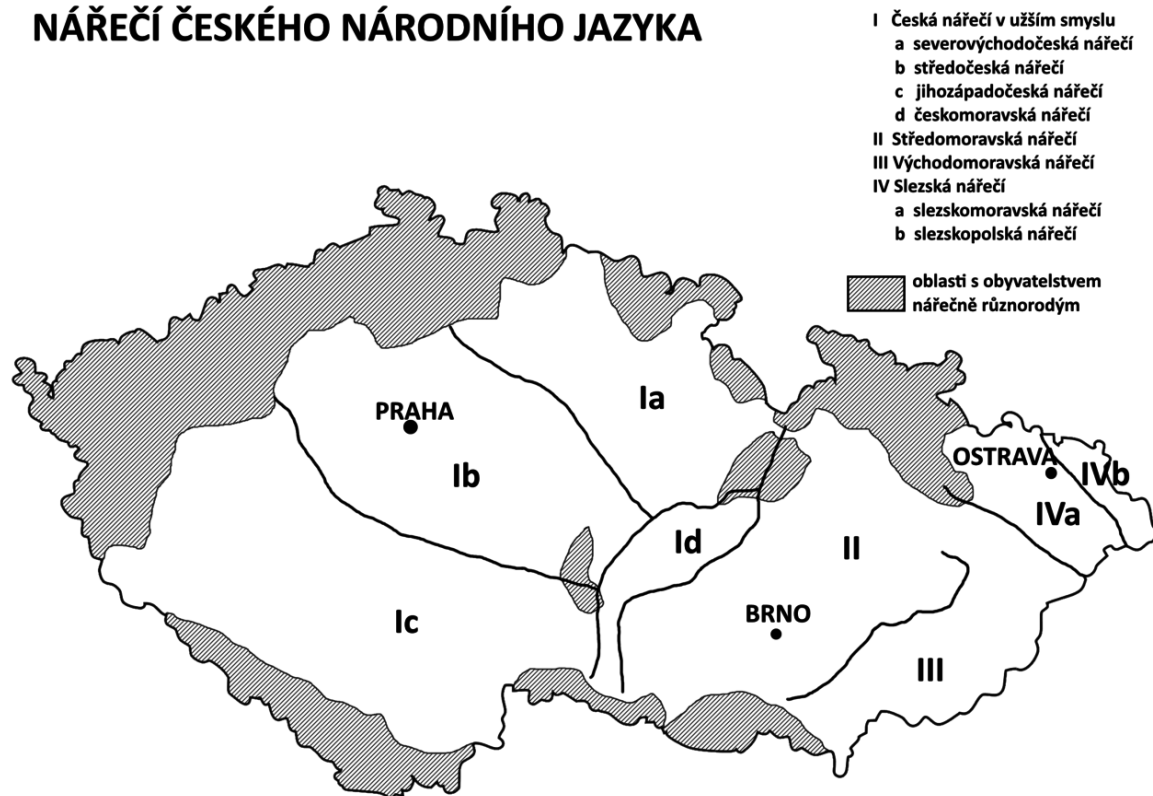 NÁŘEČÍ ČESKÉHO NÁRODNÍHO JAZYKA
I Česká nářečí v užším smyslu
a severovýchodočeská nářečí
b středočeská nářečí
c jihozápadočeská nářečí
d českomoravská nářečí
II Středomoravská nářečí
III Východomoravská nářečí
IV Slezská nářečí
a slezskomoravská nářečí
b slezskopolská nářečí
oblasti s obyvatelstvem
nářečně různorodým
Ia
PRAHA
Ib
OSTRAVA
IVb
IVa
Id
II
Ic
BRNO
III